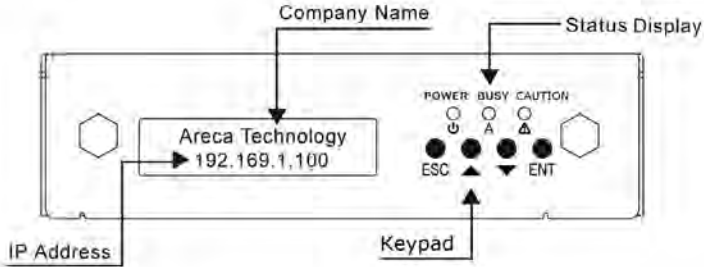 Company Name
Status Display
POWER BUSY CAUTION
Areca Technology
192.169.1.100
ESC ENT
IP Address
Keypad